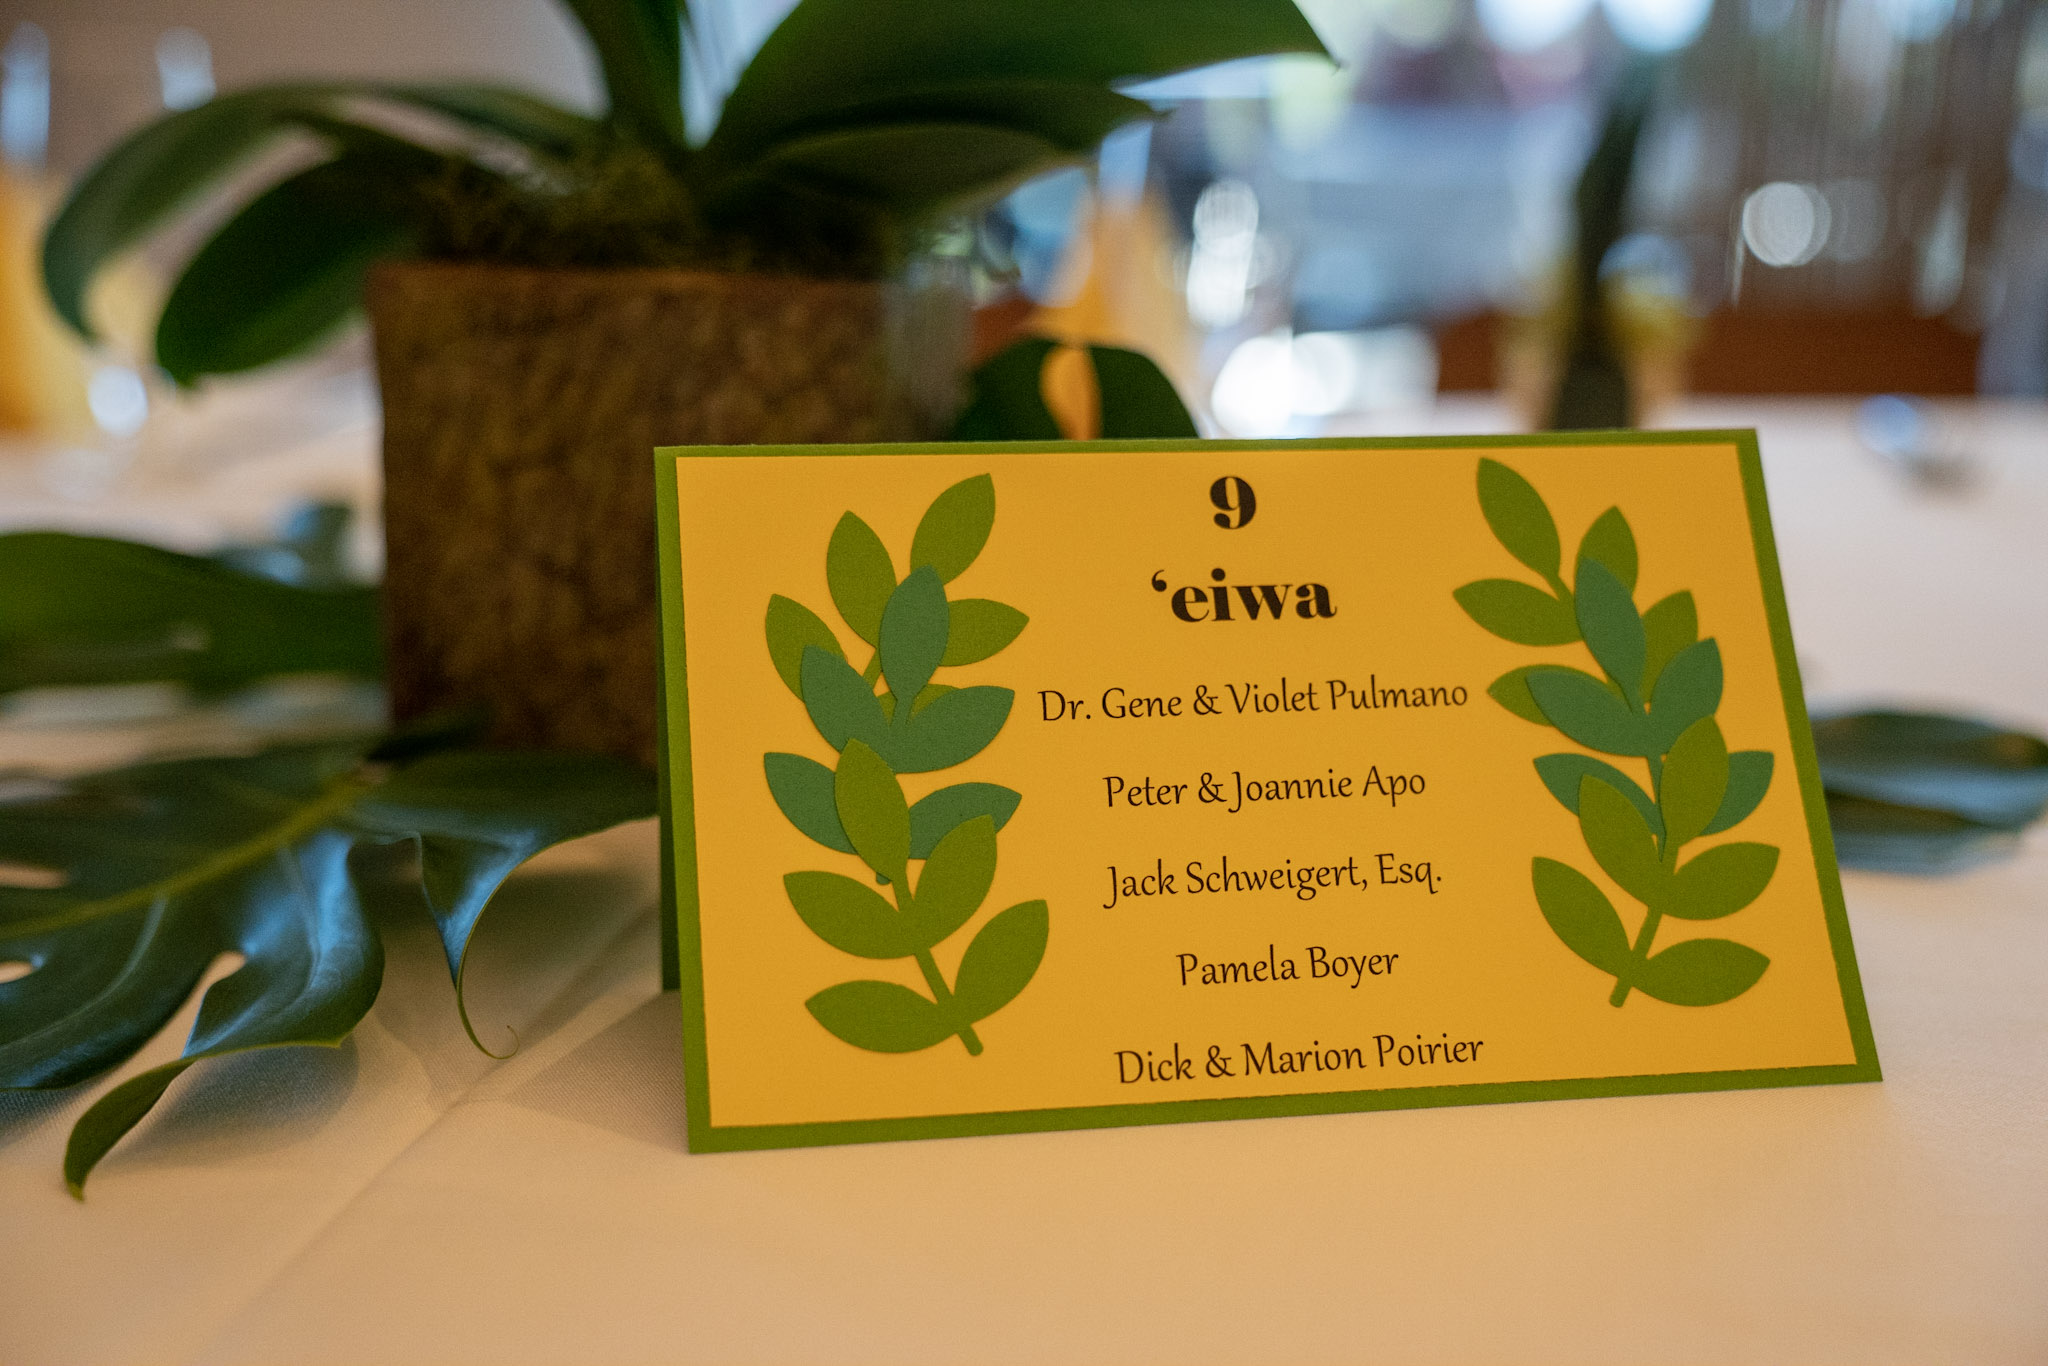 9
‘eiwa
Dr. Gene & Violet Pulmano
Peter & Joannie Apo
Jack Schweigert, Esq.
Pamela Boyer
Dick & Marion Poirier